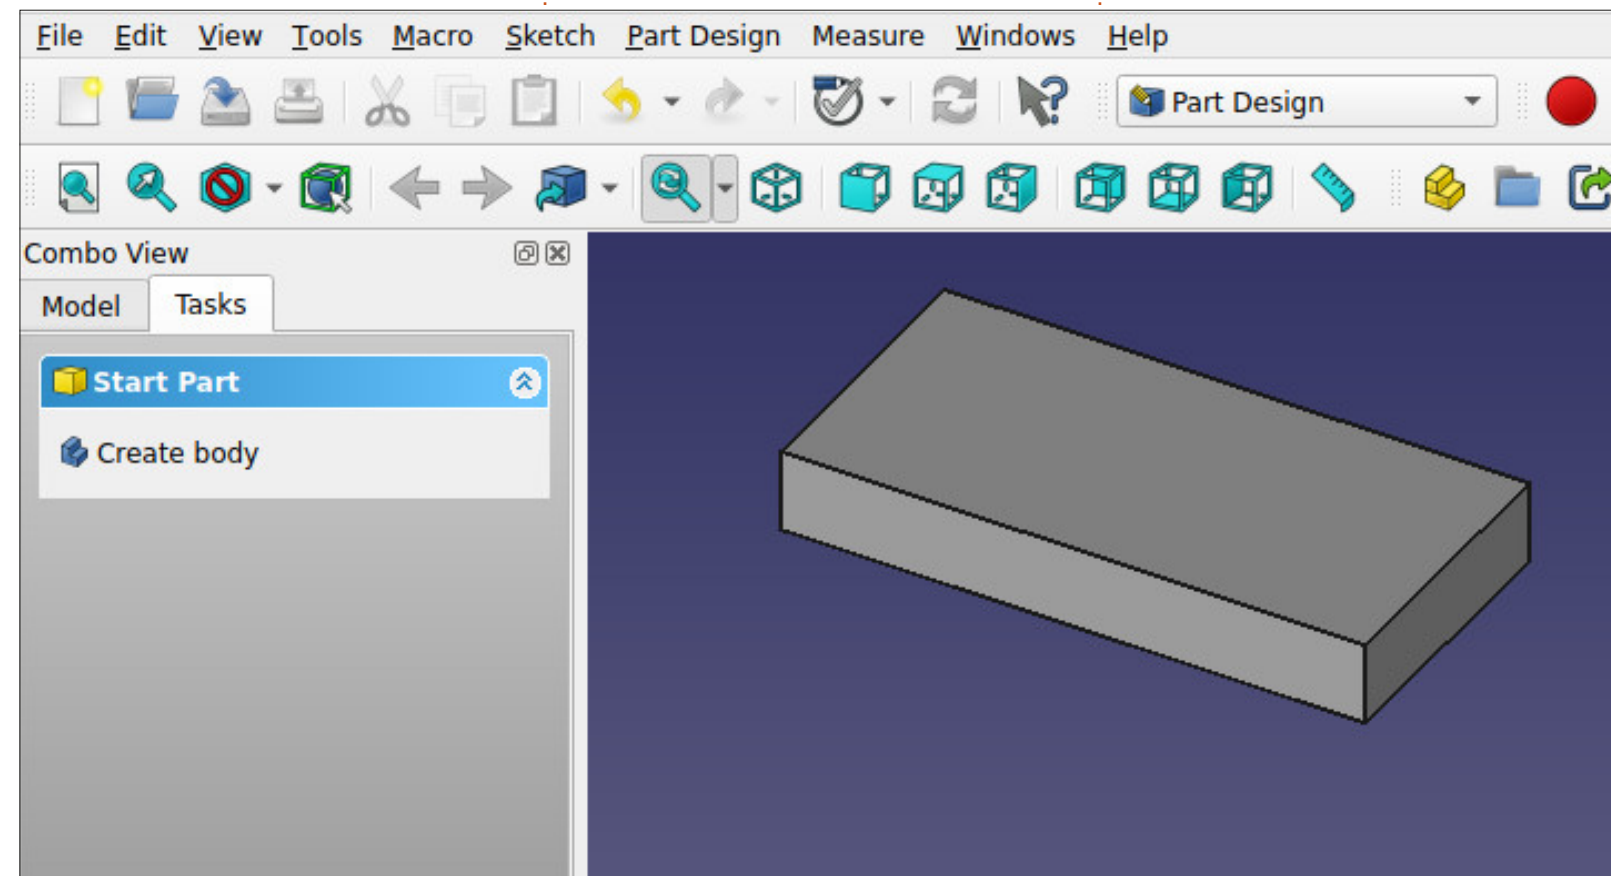 File Edit View Tools Macro Sketch Part Design Measure Windows Help
Part Design
Combo View
Model Tasks
Start Part
Create body